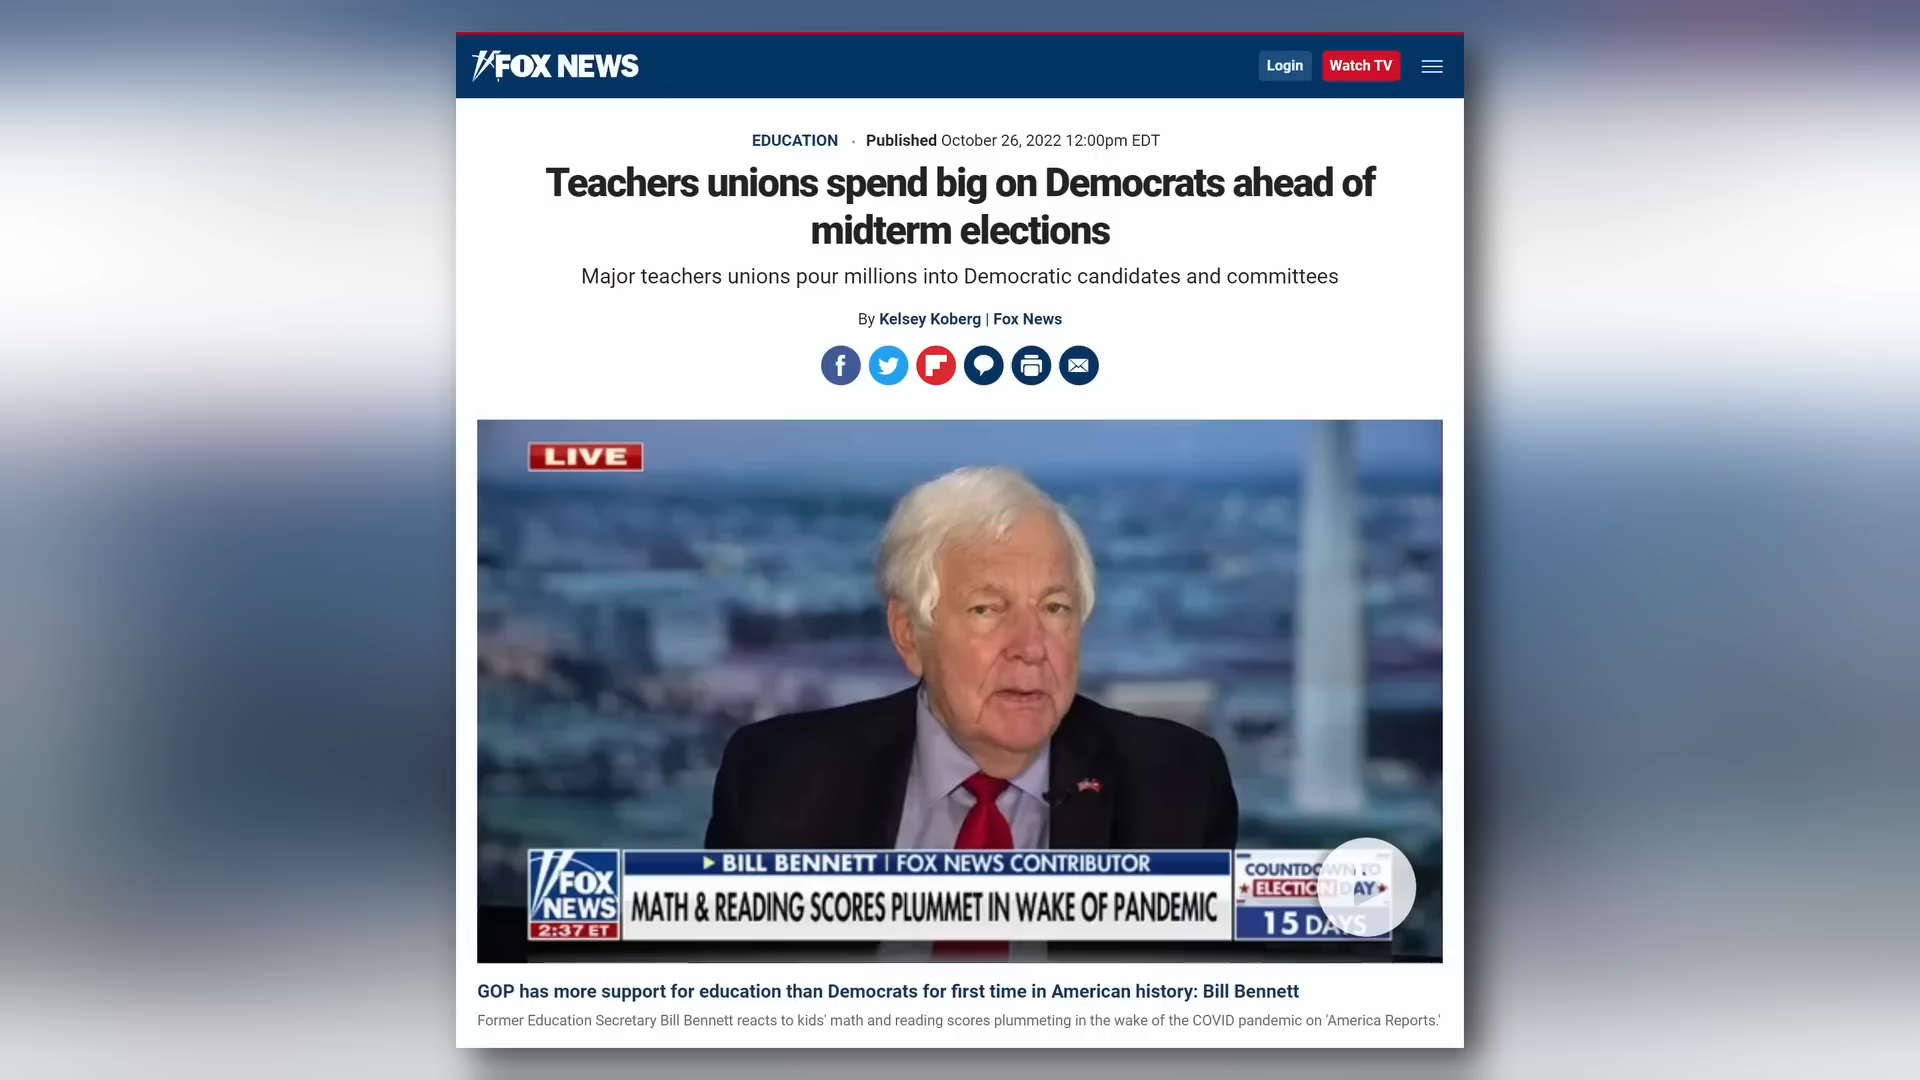 FOX NEWS
Login
Watch TV
EDUCATION · Published October 26, 2022 12:00pm EDT
Teachers unions spend big on Democrats ahead of
midterm elections
Major teachers unions pour millions into Democratic candidates and committees
By Kelsey Koberg | Fox News
LIVE
BILL BENNETT | FOX NEWS CONTRIBUTOR
FOX
NEWS
2:37 ET
MATH & READING SCORES PLUMMET IN WAKE OF PANDEMIC
COUNTDOWN TO
ELECTION DAY
15 DAYS
GOP has more support for education than Democrats for first time in American history: Bill Bennett
Former Education Secretary Bill Bennett reacts to kids' math and reading scores plummeting in the wake of the COVID pandemic on 'America Reports.'